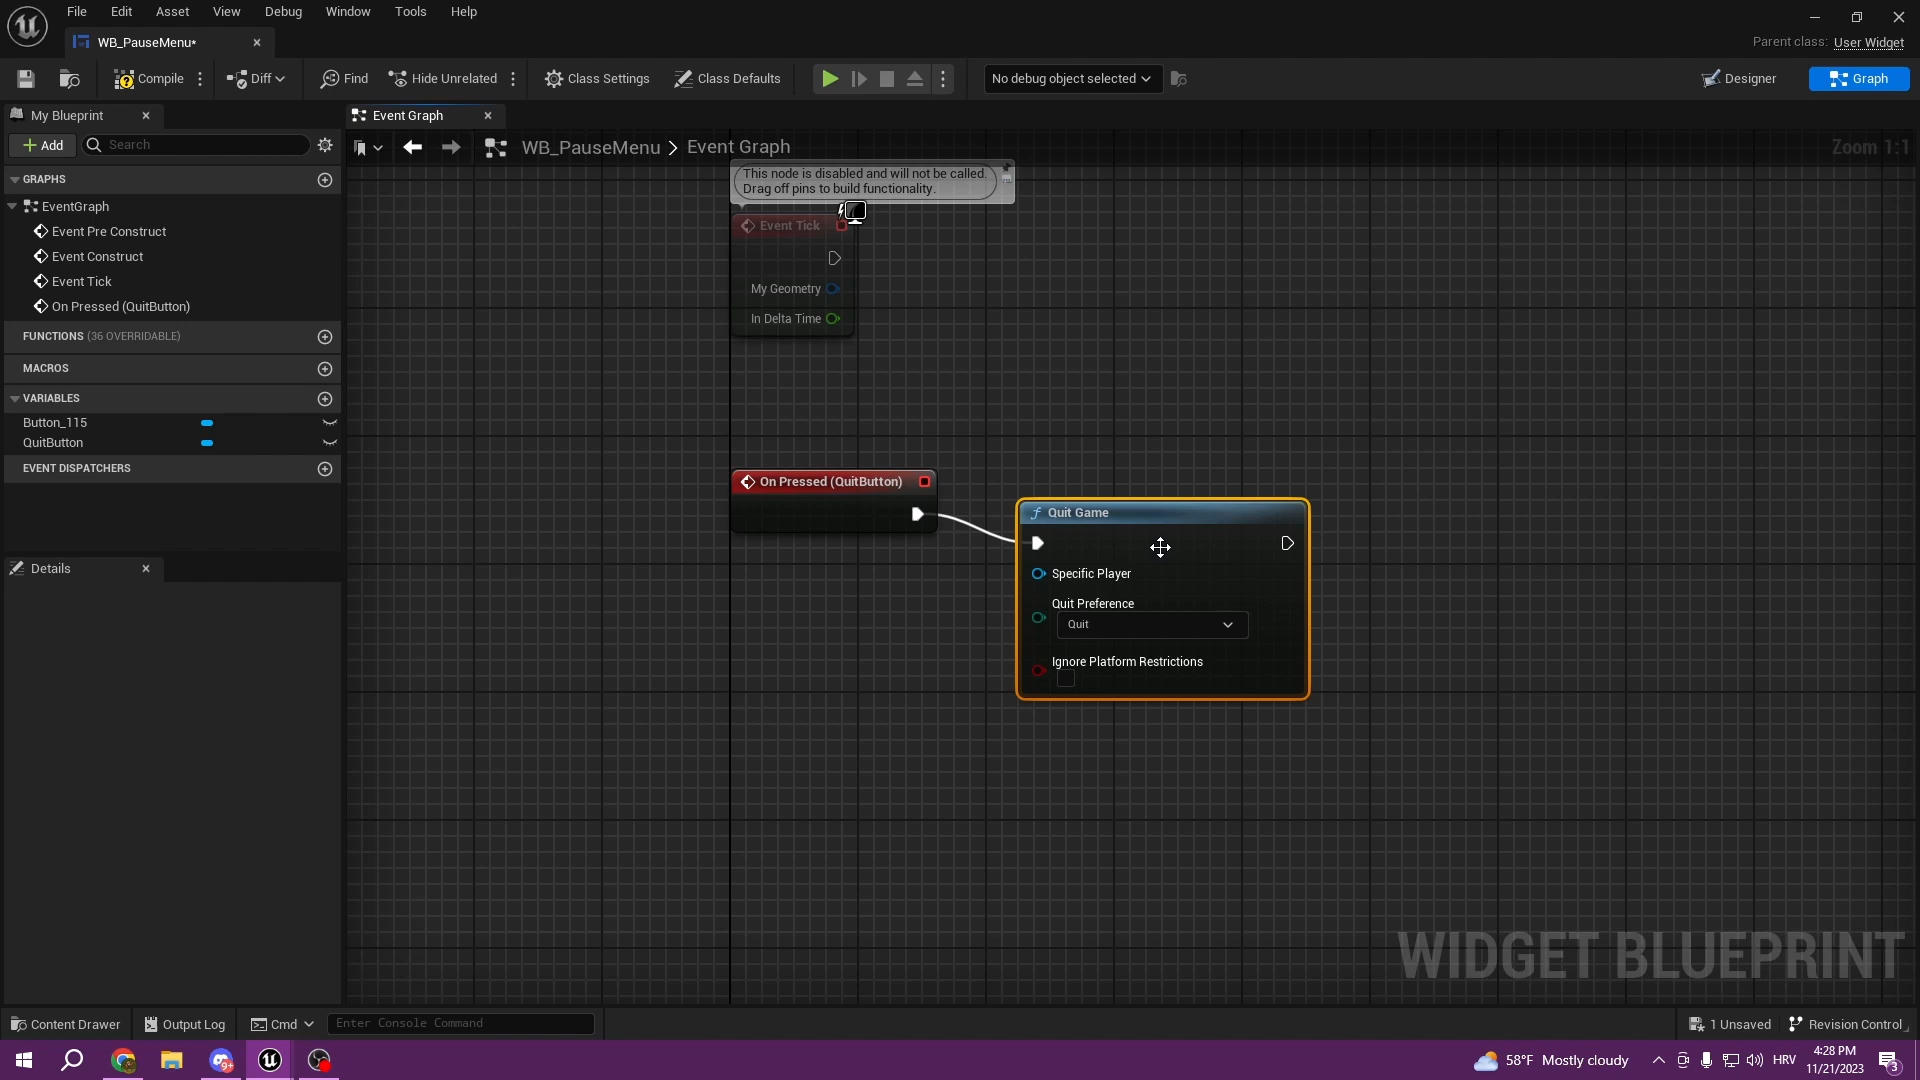 File Edit Asset View Debug Window Tools Help
WB_PauseMenu*
Parent class: User Widget
Compile Diff Find Hide Unrelated Class Settings Class Defaults No debug object selected Designer Graph
My Blueprint
Event Graph
Add Search
WB_PauseMenu > Event Graph
Zoom 1:1
GRAPHS
EventGraph
Event Pre Construct
Event Construct
Event Tick
On Pressed (QuitButton)
FUNCTIONS (36 OVERRIDABLE)
MACROS
VARIABLES
Button_115
QuitButton
EVENT DISPATCHERS
Details
This node is disabled and will not be called.
Drag off pins to build functionality.
Event Tick
My Geometry
In Delta Time
On Pressed (QuitButton)
Quit Game
Specific Player
Quit Preference
Quit
Ignore Platform Restrictions
WIDGET BLUEPRINT
Content Drawer Output Log Cmd Enter Console Command 1 Unsaved Revision Control
58°F Mostly cloudy HRV 4:28 PM
11/21/2023
9+
3